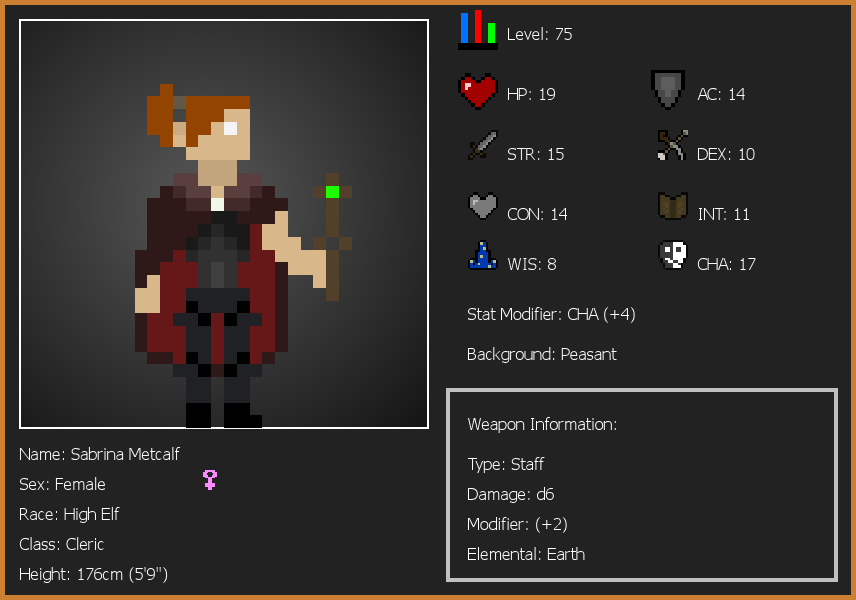 Level: 75
HP: 19
AC: 14
STR: 15
DEX: 10
CON: 14
INT: 11
WIS: 8
CHA: 17
Stat Modifier: CHA (+4)
Background: Peasant
Weapon Information:
Type: Staff
Damage: d6
Modifier: (+2)
Elemental: Earth
Name: Sabrina Metcalf
Sex: Female
Race: High Elf
Class: Cleric
Height: 176cm (5'9")